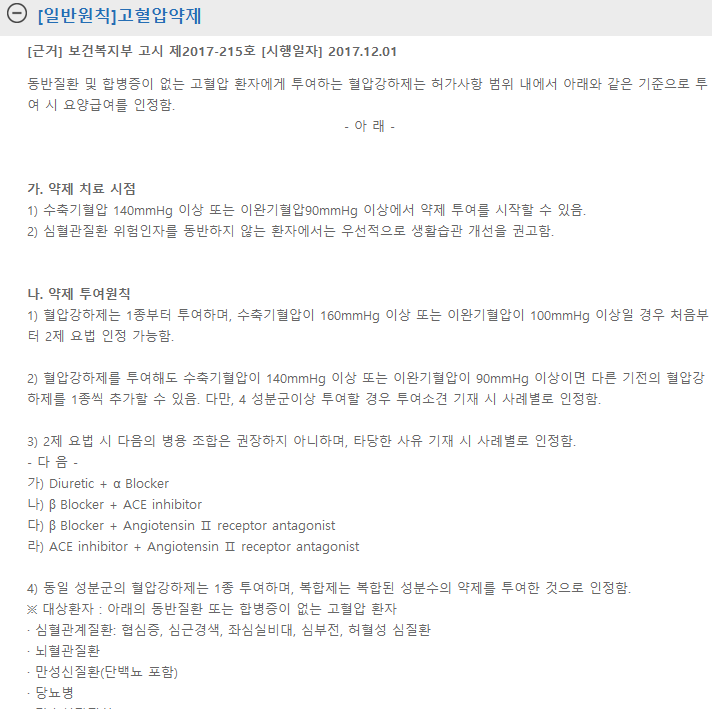 [일반원칙]고혈압약제
[근거] 보건복지부 고시 제2017-215호 [시행일자] 2017.12.01
동반질환 및 합병증이 없는 고혈압 환자에게 투여하는 혈압강하제는 허가사항 범위 내에서 아래와 같은 기준으로 투
여 시 요양급여를 인정함.
- 아 래 -
가. 약제 치료 시점
1) 수축기혈압 140mmHg 이상 또는 이완기혈압90mmHg 이상에서 약제 투여를 시작할 수 있음.
2) 심혈관질환 위험인자를 동반하지 않는 환자에서는 우선적으로 생활습관 개선을 권고함.
나. 약제 투여원칙
1) 혈압강하제는 1종부터 투여하며, 수축기혈압이 160mmHg 이상 또는 이완기혈압이 100mmHg 이상일 경우 처음부
터 2제 요법 인정 가능함.
2) 혈압강하제를 투여해도 수축기혈압이 140mmHg 이상 또는 이완기혈압이 90mmHg 이상이면 다른 기전의 혈압강
하제를 1종씩 추가할 수 있음. 다만, 4 성분군이상 투여할 경우 투여소견 기재 시 사례별로 인정함.
3) 2제 요법 시 다음의 병용 조합은 권장하지 아니하며, 타당한 사유 기재 시 사례별로 인정함.
- 다 음 -
가) Diuretic + α Blocker
나) β Blocker + ACE inhibitor
다) β Blocker + Angiotensin Ⅱ receptor antagonist
라) ACE inhibitor + Angiotensin Ⅱ receptor antagonist
4) 동일 성분군의 혈압강하제는 1종 투여하며, 복합제는 복합된 성분수의 약제를 투여한 것으로 인정함.
※ 대상환자 : 아래의 동반질환 또는 합병증이 없는 고혈압 환자
· 심혈관계질환: 협심증, 심근경색, 좌심실비대, 심부전, 허혈성 심질환
· 뇌혈관질환
· 만성신질환(단백뇨 포함)
· 당뇨병